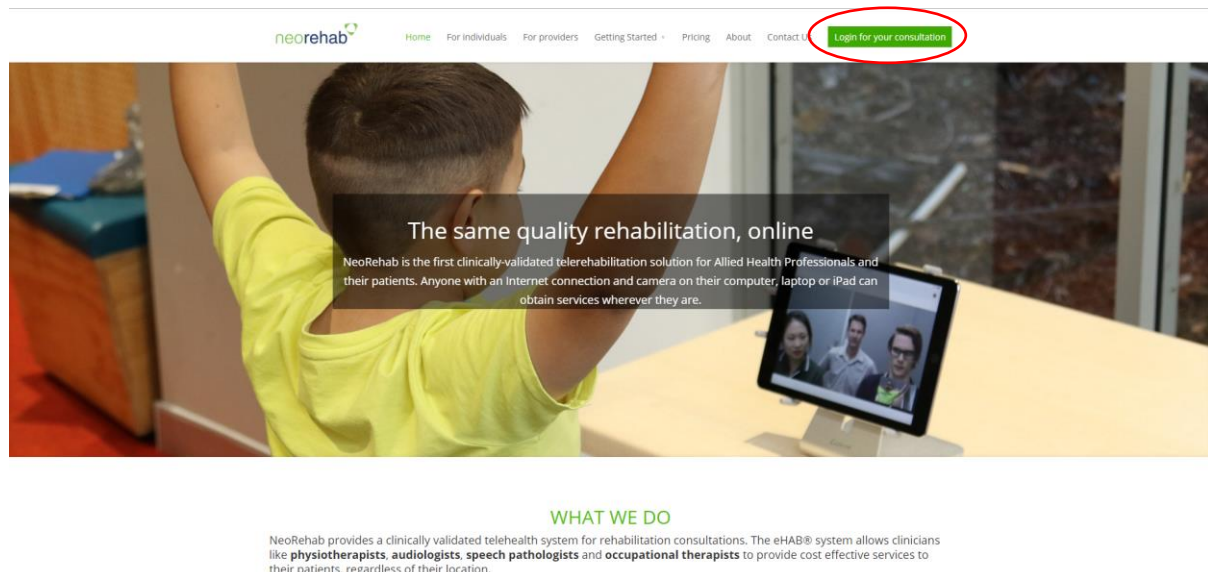 neorehab
Home For individuals For providers Getting Started Pricing About Contact U Login for your consultation
The same quality rehabilitation, online
NeoRehab is the first clinically-validated telerehabilitation solution for Allied Health Professionals and
their patients. Anyone with an Internet connection and camera on their computer, laptop or iPad can
obtain services wherever they are.
WHAT WE DO
NeoRehab provides a clinically validated telehealth system for rehabilitation consultations. The eHAB® system allows clinicians
like physiotherapists, audiologists, speech pathologists and occupational therapists to provide cost effective services to
their patients, regardless of their location.